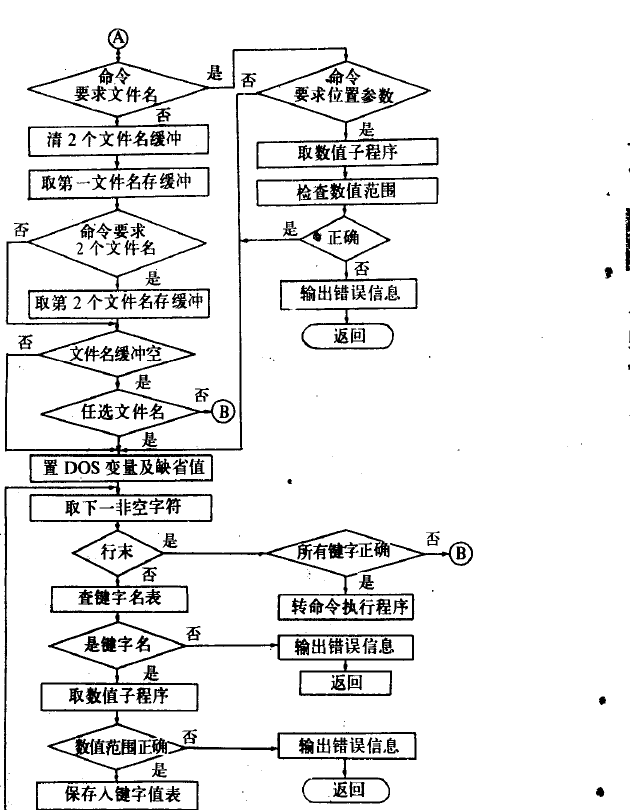 A
命令
要求文件名
是
否
命令
要求位置参数
否
是
清2个文件名缓冲
取数值子程序
取第一文件名存缓冲
检查数值范围
命令要求
2个文件名
否
是
是
正确
否
取第2个文件名存缓冲
输出错误信息
返回
否
文件名缓冲空
是
任选文件名
否
B
是
置DOS变量及缺省值
取下一非空字符
行末
是
否
所有键字正确
否
B
是
查键字名表
转命令执行程序
是键字名
否
是
输出错误信息
返回
取数值子程序
数值范围正确
否
是
输出错误信息
保存入键字值表
返回